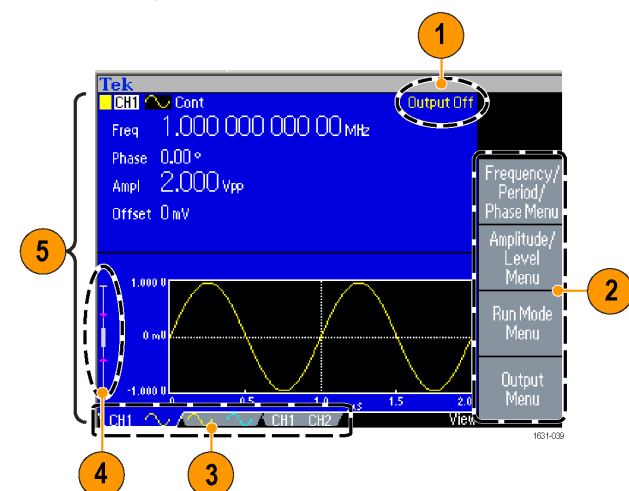 1
Tek
CH1 Cont
Output Off
Freq 1.000 000 000 00 MHz
Phase 0.00 °
Ampl 2.000 Vpp
Offset 0 mV
Frequency/
Period/
Phase Menu
Amplitude/
Level
Menu
Run Mode
Menu
Output
Menu
5
2
1.000 U
0 mU
-1.000 U
0 0.5 1.0 µs 1.5 2.0
CH1 CH1 CH2 View
1631-039
4
3